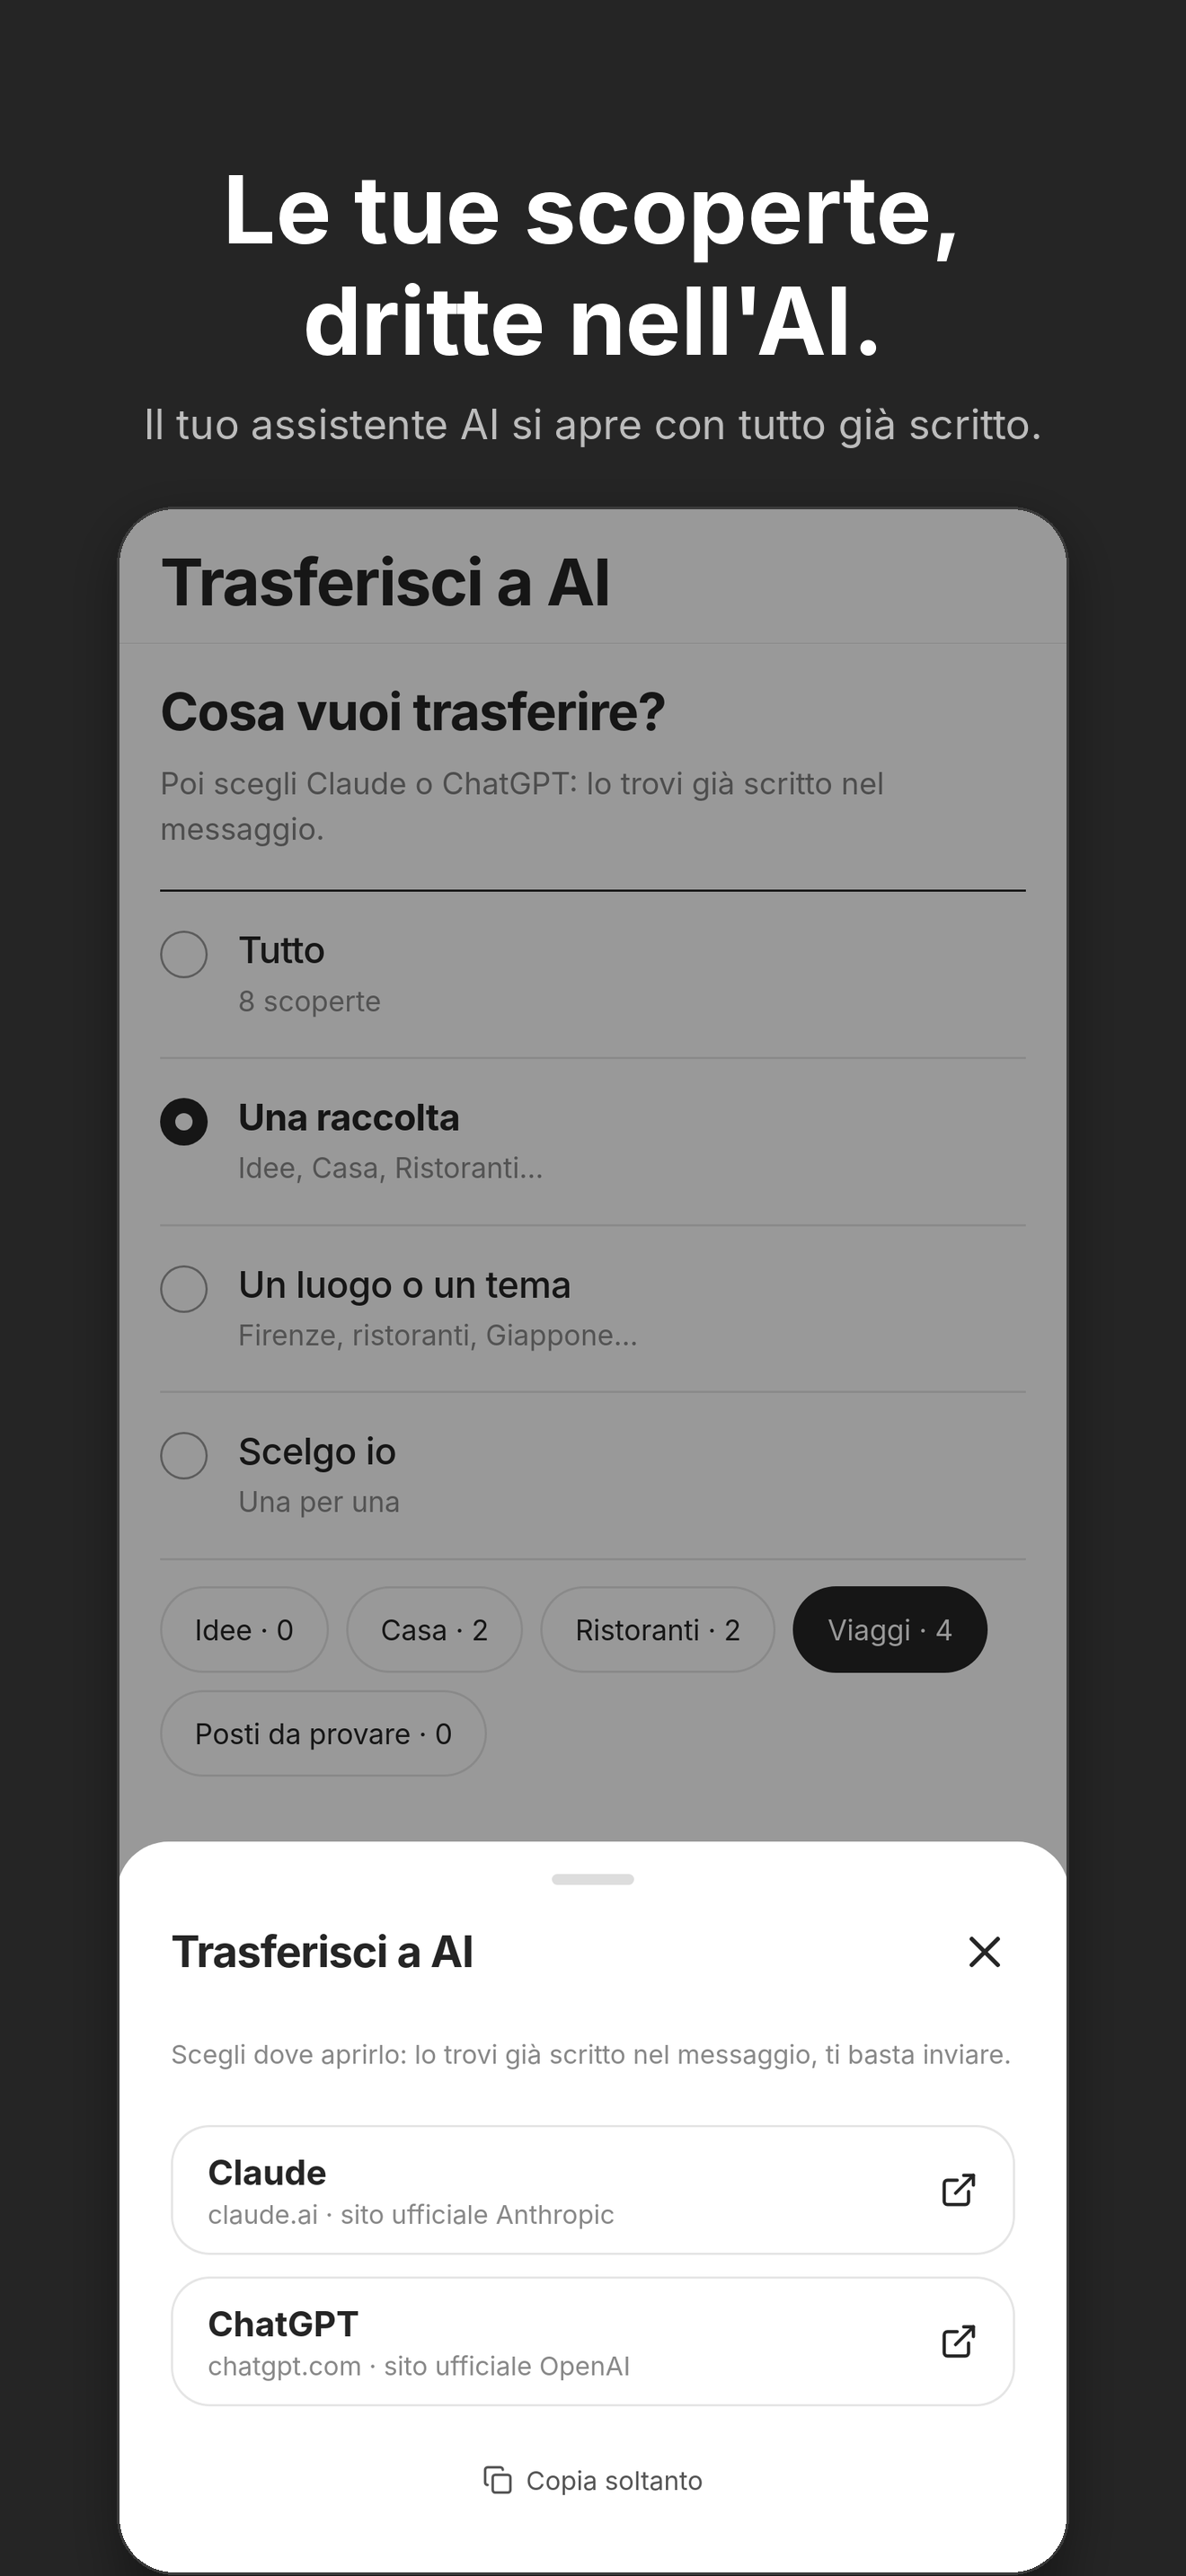 Le tue scoperte,
dritte nell'AI.
Il tuo assistente AI si apre con tutto già scritto.
Trasferisci a AI
Cosa vuoi trasferire?
Poi scegli Claude o ChatGPT: lo trovi già scritto nel
messaggio.
Tutto
8 scoperte
Una raccolta
Idee, Casa, Ristoranti...
Un luogo o un tema
Firenze, ristoranti, Giappone...
Scelgo io
Una per una
Idee · 0
Casa · 2
Ristoranti · 2
Viaggi · 4
Posti da provare · 0
Trasferisci a AI
Scegli dove aprirlo: lo trovi già scritto nel messaggio, ti basta inviare.
Claude
claude.ai · sito ufficiale Anthropic
ChatGPT
chatgpt.com · sito ufficiale OpenAI
Copia soltanto